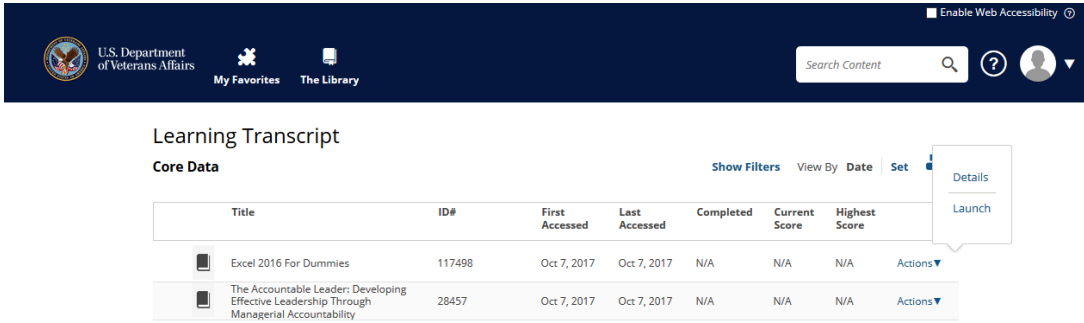 Enable Web Accessibility ?
U.S. Department
of Veterans Affairs
My Favorites The Library
Search Content
?
Learning Transcript
Core Data
Show Filters View By Date Set
Details
Launch
Title ID# First Accessed Last Accessed Completed Current Score Highest Score
Excel 2016 For Dummies 117498 Oct 7, 2017 Oct 7, 2017 N/A N/A N/A Actions▼
The Accountable Leader: Developing
Effective Leadership Through 28457 Oct 7, 2017 Oct 7, 2017 N/A N/A N/A Actions▼
Managerial Accountability